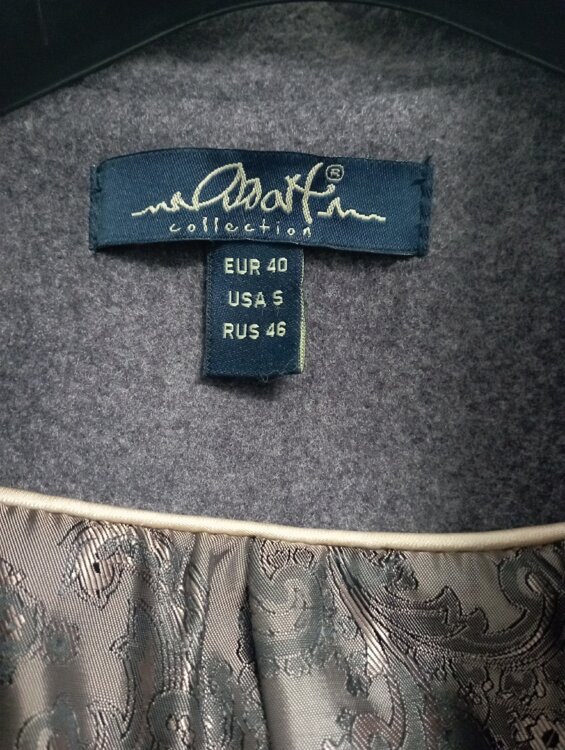 ®
collection
EUR 40
USA S
RUS 46